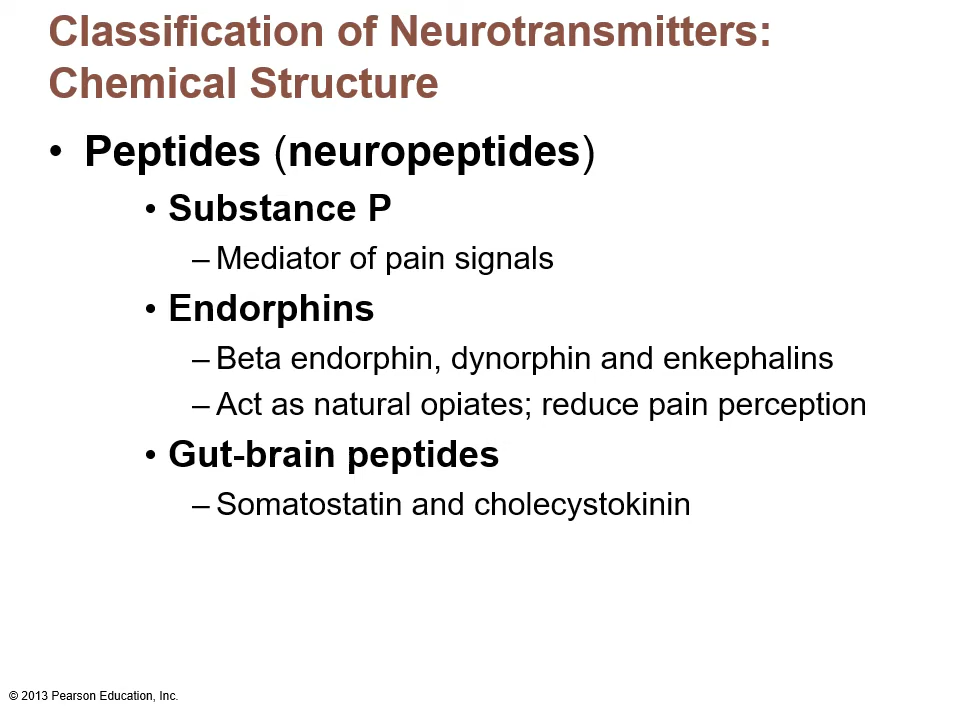 Classification of Neurotransmitters:
Chemical Structure
• Peptides (neuropeptides)
• Substance P
– Mediator of pain signals
• Endorphins
– Beta endorphin, dynorphin and enkephalins
– Act as natural opiates; reduce pain perception
• Gut-brain peptides
– Somatostatin and cholecystokinin
© 2013 Pearson Education, Inc.